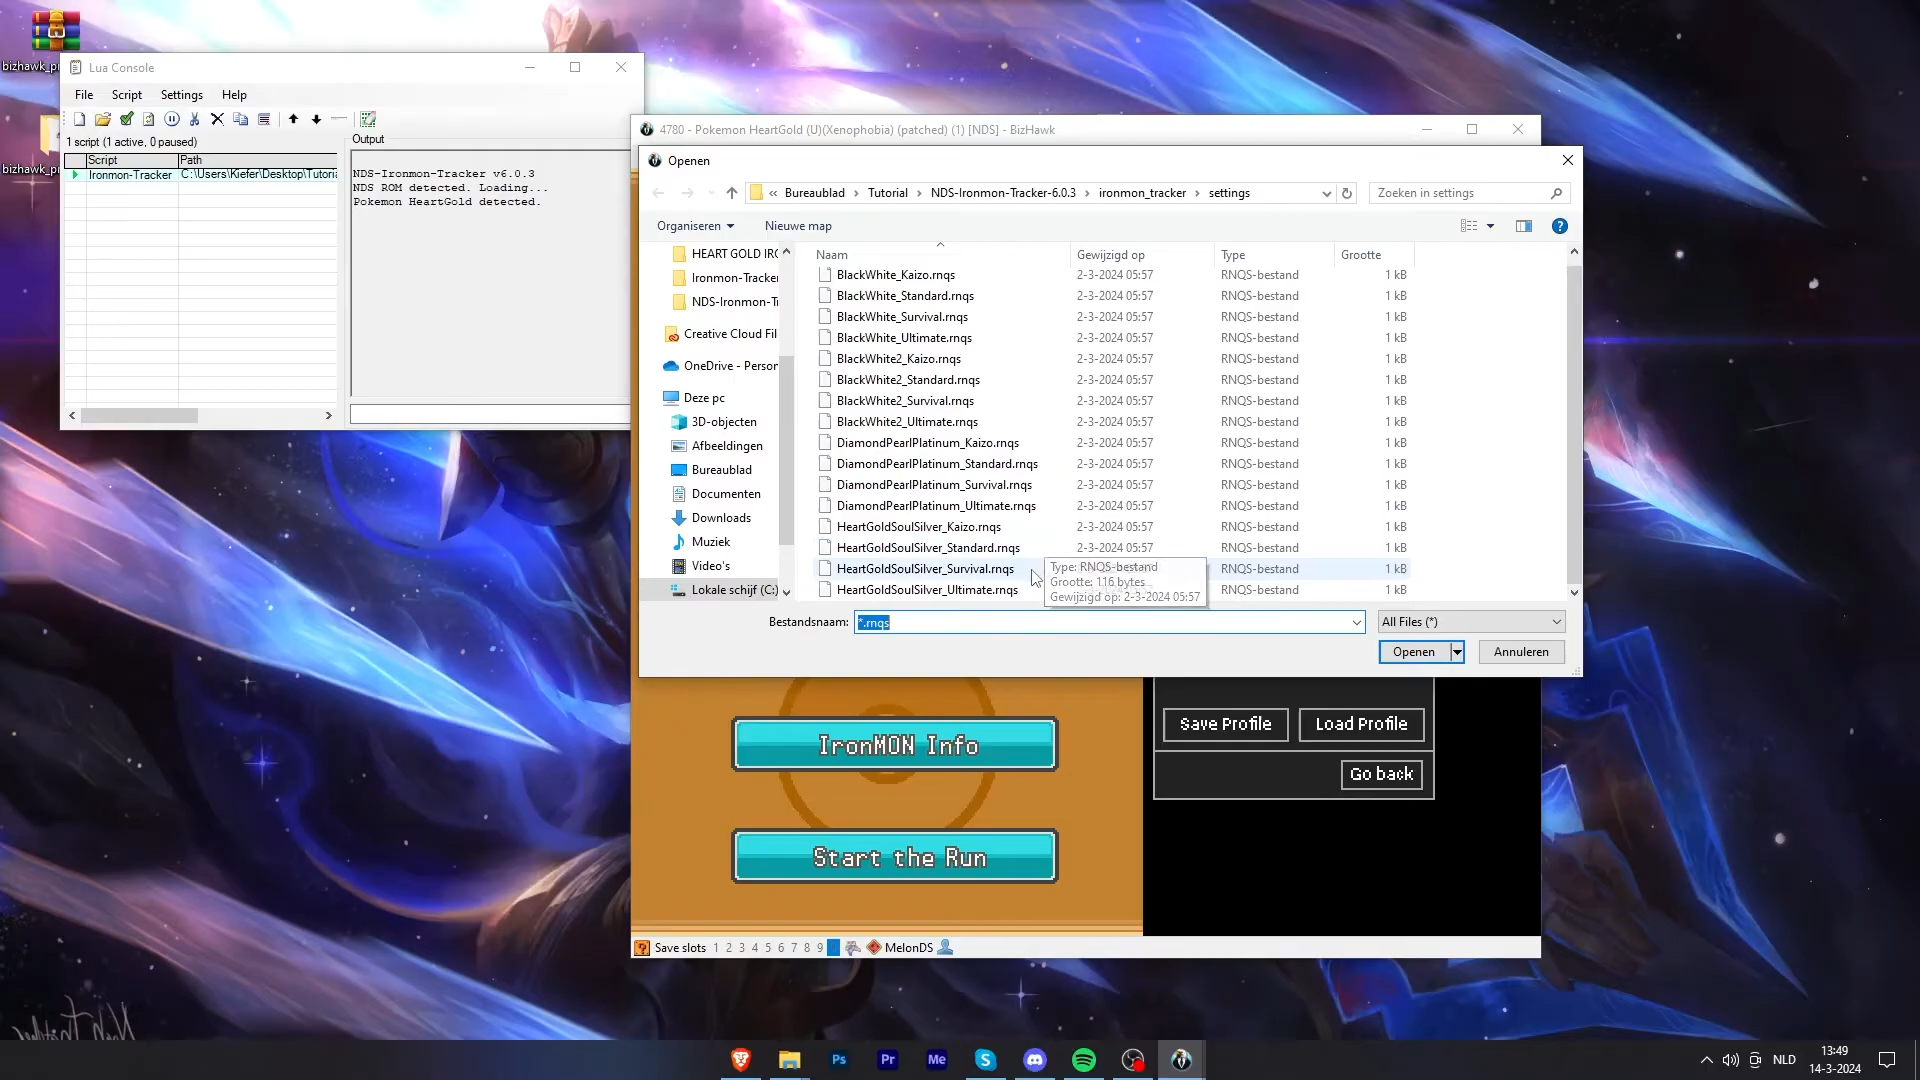 bizhawk_pr
bizhawk_pr
Lua Console
File Script Settings Help
1 script (1 active, 0 paused)
Script Path
Ironmon-Tracker C:\Users\Kiefer\Desktop\Tutoria
Output
NDS-Ironmon-Tracker v6.0.3
NDS ROM detected. Loading...
Pokemon HeartGold detected.
4780 - Pokemon HeartGold (U)(Xenophobia) (patched) (1) [NDS] - BizHawk
Openen
« Bureaublad › Tutorial › NDS-Ironmon-Tracker-6.0.3 › ironmon_tracker › settings
Zoeken in settings
Organiseren Nieuwe map
HEART GOLD IRO
Ironmon-Tracker
NDS-Ironmon-Tr
Creative Cloud Fil
OneDrive - Person
Deze pc
3D-objecten
Afbeeldingen
Bureaublad
Documenten
Downloads
Muziek
Video's
Lokale schijf (C:)
Naam Gewijzigd op Type Grootte
BlackWhite_Kaizo.rnqs 2-3-2024 05:57 RNQS-bestand 1 kB
BlackWhite_Standard.rnqs 2-3-2024 05:57 RNQS-bestand 1 kB
BlackWhite_Survival.rnqs 2-3-2024 05:57 RNQS-bestand 1 kB
BlackWhite_Ultimate.rnqs 2-3-2024 05:57 RNQS-bestand 1 kB
BlackWhite2_Kaizo.rnqs 2-3-2024 05:57 RNQS-bestand 1 kB
BlackWhite2_Standard.rnqs 2-3-2024 05:57 RNQS-bestand 1 kB
BlackWhite2_Survival.rnqs 2-3-2024 05:57 RNQS-bestand 1 kB
BlackWhite2_Ultimate.rnqs 2-3-2024 05:57 RNQS-bestand 1 kB
DiamondPearlPlatinum_Kaizo.rnqs 2-3-2024 05:57 RNQS-bestand 1 kB
DiamondPearlPlatinum_Standard.rnqs 2-3-2024 05:57 RNQS-bestand 1 kB
DiamondPearlPlatinum_Survival.rnqs 2-3-2024 05:57 RNQS-bestand 1 kB
DiamondPearlPlatinum_Ultimate.rnqs 2-3-2024 05:57 RNQS-bestand 1 kB
HeartGoldSoulSilver_Kaizo.rnqs 2-3-2024 05:57 RNQS-bestand 1 kB
HeartGoldSoulSilver_Standard.rnqs 2-3-2024 05:57 RNQS-bestand 1 kB
HeartGoldSoulSilver_Survival.rnqs RNQS-bestand 1 kB
HeartGoldSoulSilver_Ultimate.rnqs RNQS-bestand 1 kB
Type: RNQS-bestand
Grootte: 116 bytes
Gewijzigd op: 2-3-2024 05:57
Bestandsnaam: *.rnqs All Files (*)
Openen Annuleren
IronMON Info
Start the Run
Save Profile Load Profile
Go back
Save slots 1 2 3 4 5 6 7 8 9 MelonDS
Ps Pr Me
NLD
13:49
14-3-2024